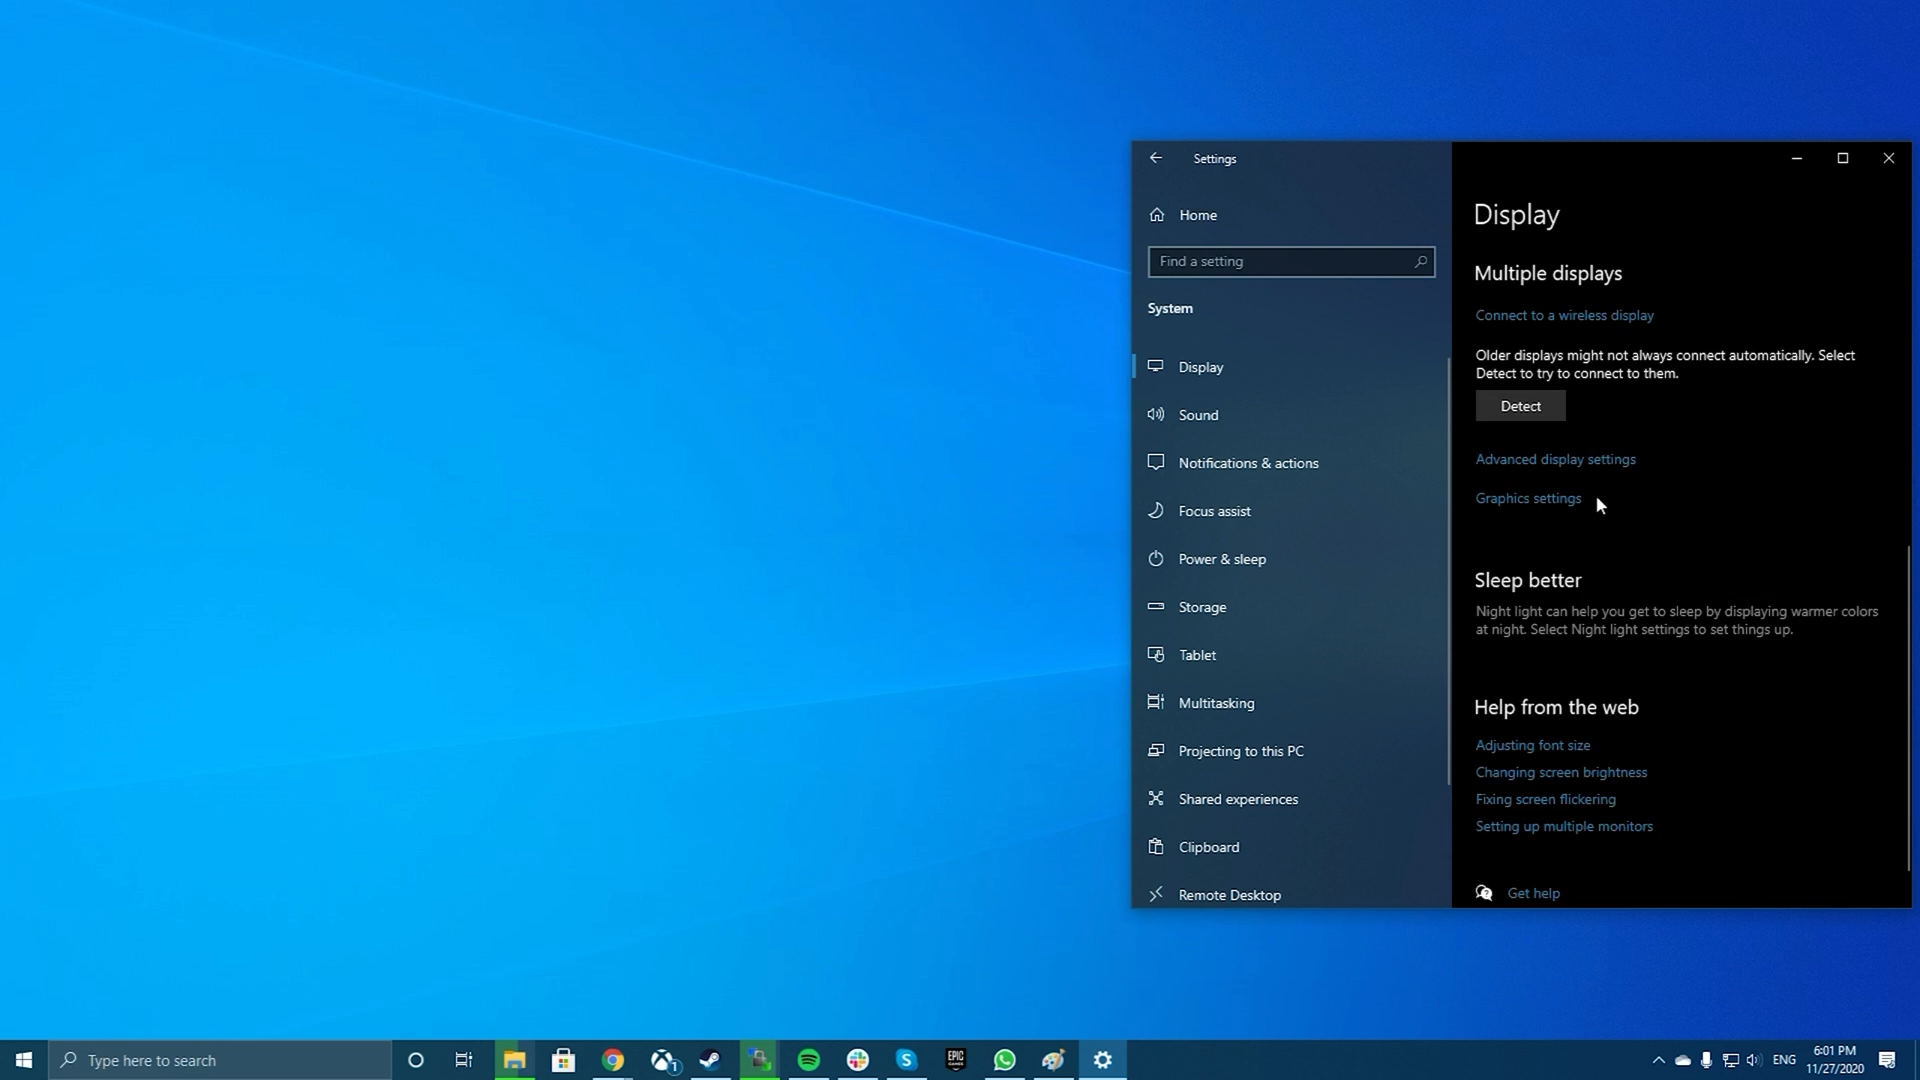 Settings
Home
Find a setting
System
Display
Sound
Notifications & actions
Focus assist
Power & sleep
Storage
Tablet
Multitasking
Projecting to this PC
Shared experiences
Clipboard
Remote Desktop
Display
Multiple displays
Connect to a wireless display
Older displays might not always connect automatically. Select
Detect to try to connect to them.
Detect
Advanced display settings
Graphics settings
Sleep better
Night light can help you get to sleep by displaying warmer colors
at night. Select Night light settings to set things up.
Help from the web
Adjusting font size
Changing screen brightness
Fixing screen flickering
Setting up multiple monitors
Get help
Type here to search
1
S
EPIC
GAMES
ENG
6:01 PM
11/27/2020